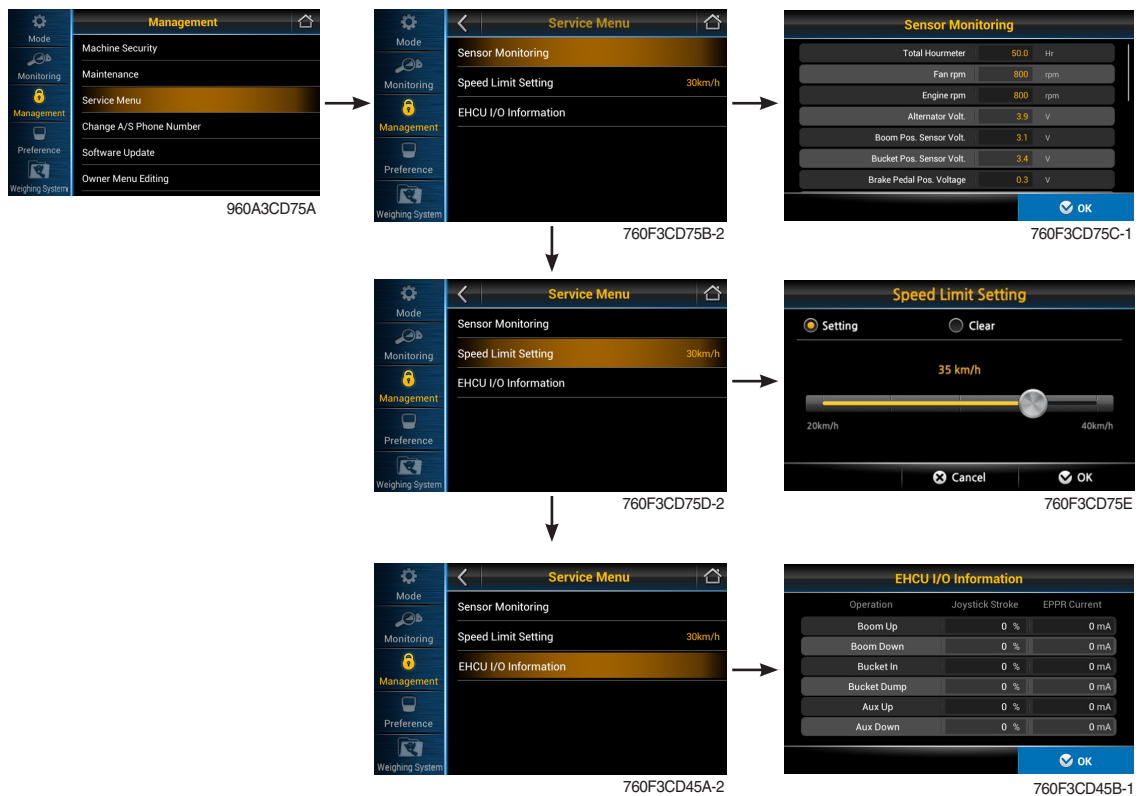 Management
Mode
Monitoring
Management
Preference
Weighing System
Machine Security
Maintenance
Service Menu
Change A/S Phone Number
Software Update
Owner Menu Editing
960A3CD75A
Service Menu
Mode
Monitoring
Management
Preference
Weighing System
Sensor Monitoring
Speed Limit Setting 30km/h
EHCU I/O Information
760F3CD75B-2
Sensor Monitoring
Total Hourmeter 50.0 Hr
Fan rpm 800 rpm
Engine rpm 800 rpm
Alternator Volt. 3.9 V
Boom Pos. Sensor Volt. 3.1 V
Bucket Pos. Sensor Volt. 3.4 V
Brake Pedal Pos. Voltage 0.3 V
OK
760F3CD75C-1
Service Menu
Mode
Monitoring
Management
Preference
Weighing System
Sensor Monitoring
Speed Limit Setting 30km/h
EHCU I/O Information
760F3CD75D-2
Speed Limit Setting
Setting Clear
35 km/h
20km/h 40km/h
Cancel OK
760F3CD75E
Service Menu
Mode
Monitoring
Management
Preference
Weighing System
Sensor Monitoring
Speed Limit Setting 30km/h
EHCU I/O Information
760F3CD45A-2
EHCU I/O Information
Operation Joystick Stroke EPPR Current
Boom Up 0 % 0 mA
Boom Down 0 % 0 mA
Bucket In 0 % 0 mA
Bucket Dump 0 % 0 mA
Aux Up 0 % 0 mA
Aux Down 0 % 0 mA
OK
760F3CD45B-1